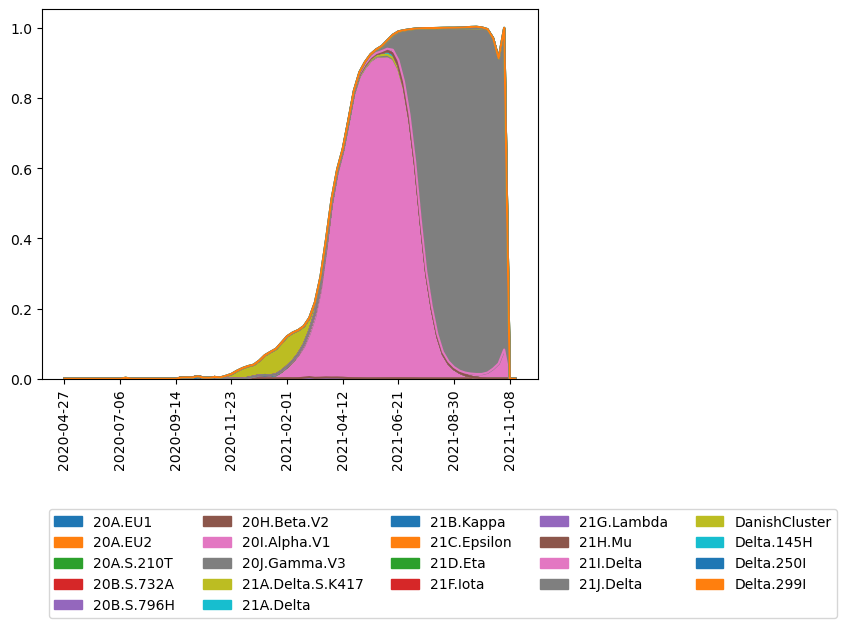 1.0
0.8
0.6
0.4
0.2
0.0
2020-04-27 2020-07-06 2020-09-14 2020-11-23 2021-02-01 2021-04-12 2021-06-21 2021-08-30 2021-11-08
20A.EU1 20H.Beta.V2 21B.Kappa 21G.Lambda DanishCluster
20A.EU2 20I.Alpha.V1 21C.Epsilon 21H.Mu Delta.145H
20A.S.210T 20J.Gamma.V3 21D.Eta 21I.Delta Delta.250I
20B.S.732A 21A.Delta.S.K417 21F.Iota 21J.Delta Delta.299I
20B.S.796H 21A.Delta